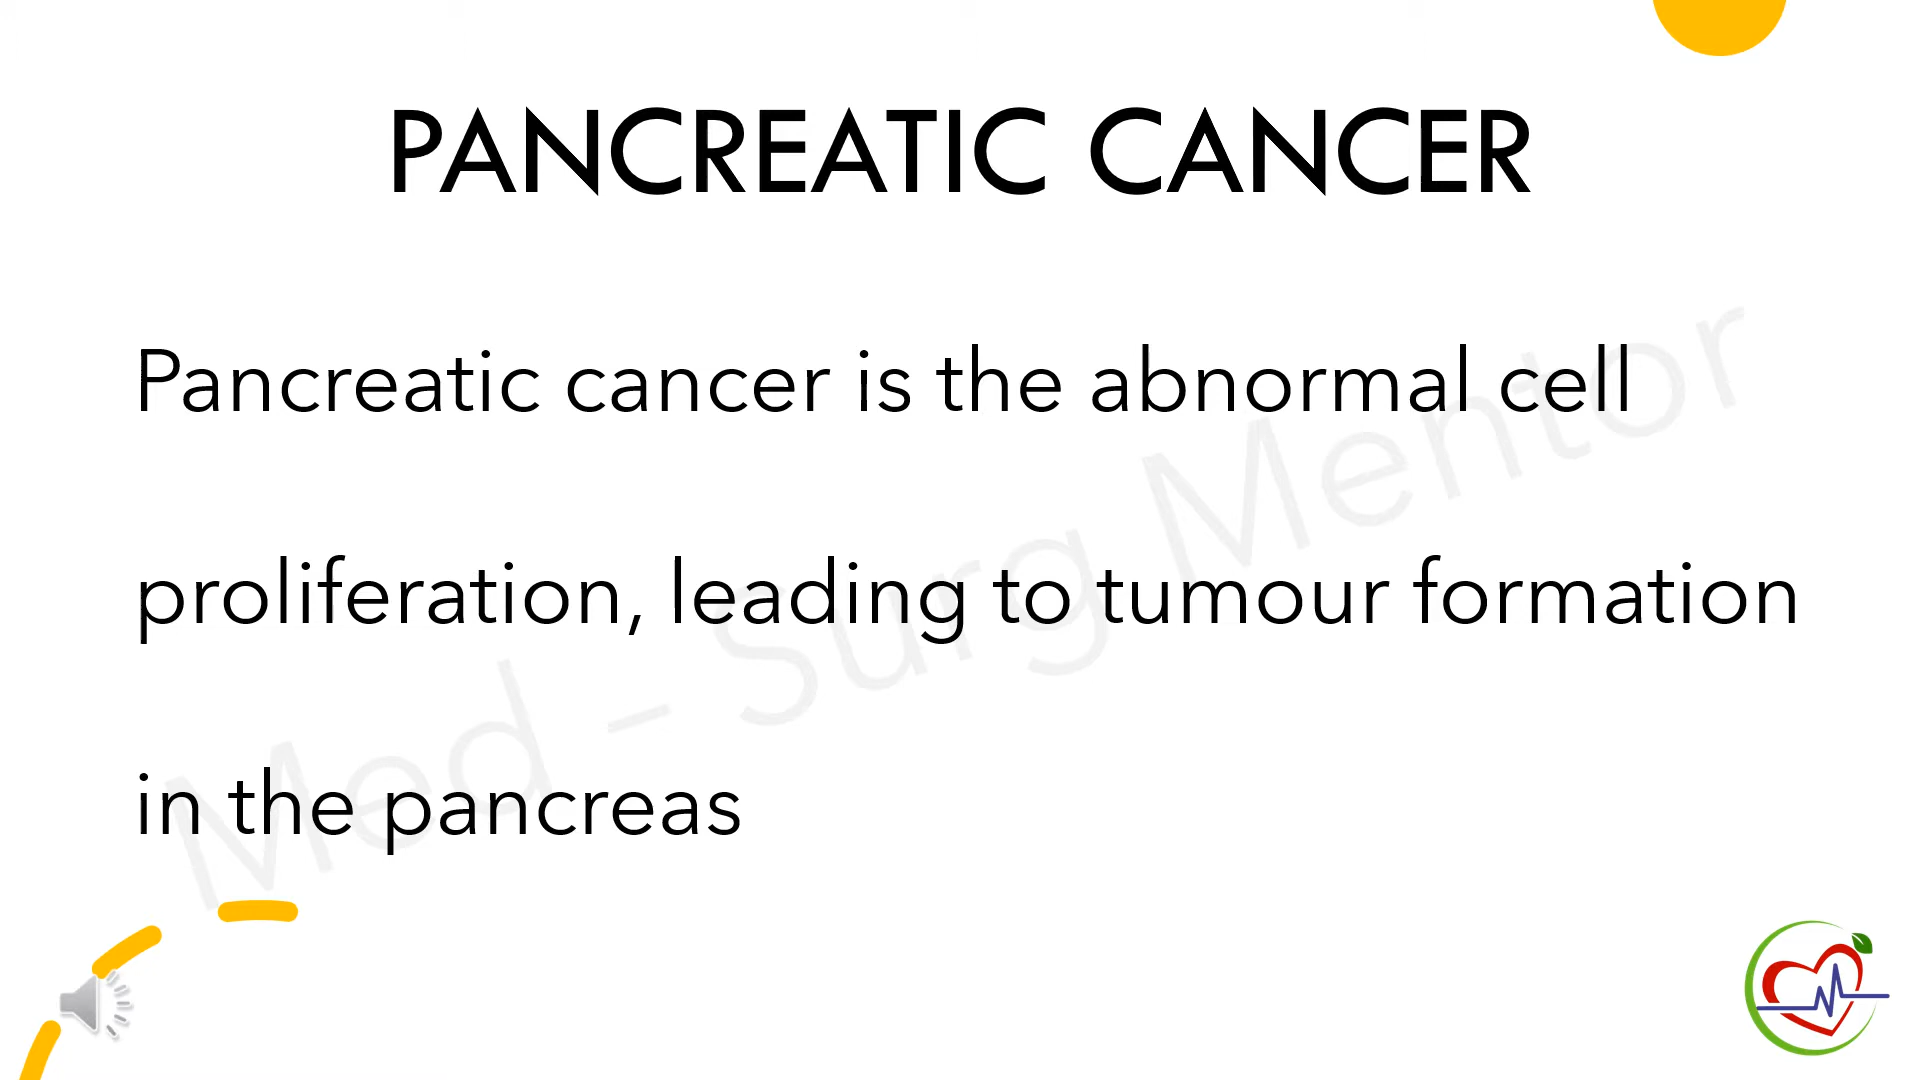 PANCREATIC CANCER
Pancreatic cancer is the abnormal cell
proliferation, leading to tumour formation
in the pancreas
Med - Surg Mentor